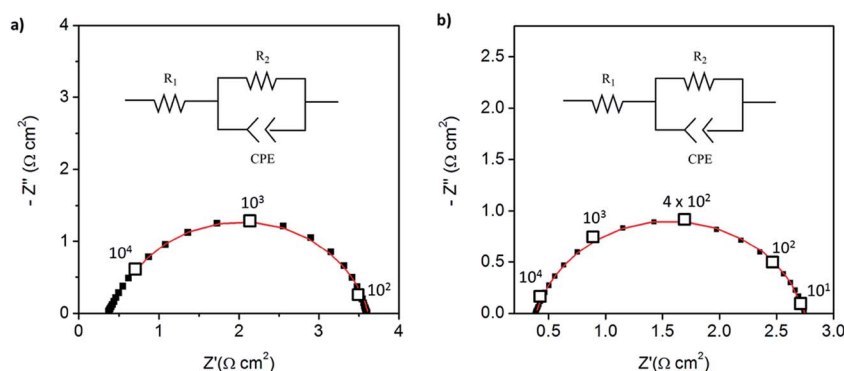 a)
- Z'' (Ω cm²)
4
3
2
1
0
R₁
R₂
CPE
10⁴
10³
10²
0 1 2 3 4
Z'(Ω cm²)
b)
- Z'' (Ω cm²)
2.5
2.0
1.5
1.0
0.5
0.0
R₁
R₂
CPE
10⁴
10³
4 x 10²
10²
10¹
0.5 1.0 1.5 2.0 2.5 3.0
Z'(Ω cm²)